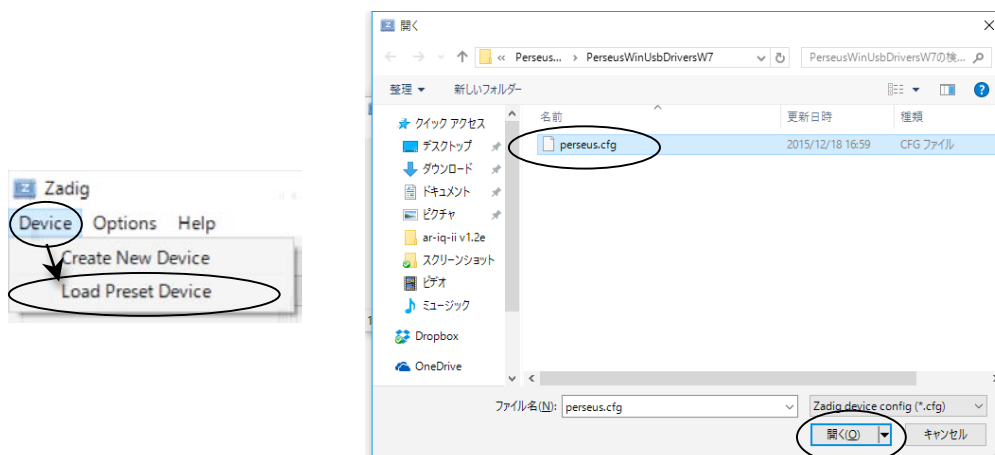 Zadig
Device Options Help
Create New Device
Load Preset Device
開く
« Perseus... › PerseusWinUsbDriversW7
PerseusWinUsbDriversW7の検...
整理 新しいフォルダー
名前 更新日時 種類
perseus.cfg 2015/12/18 16:59 CFG ファイル
クイック アクセス
デスクトップ
ダウンロード
ドキュメント
ピクチャ
ar-iq-ii v1.2e
スクリーンショット
ビデオ
ミュージック
Dropbox
OneDrive
ファイル名(N): perseus.cfg Zadig device config (*.cfg)
開く(O) キャンセル